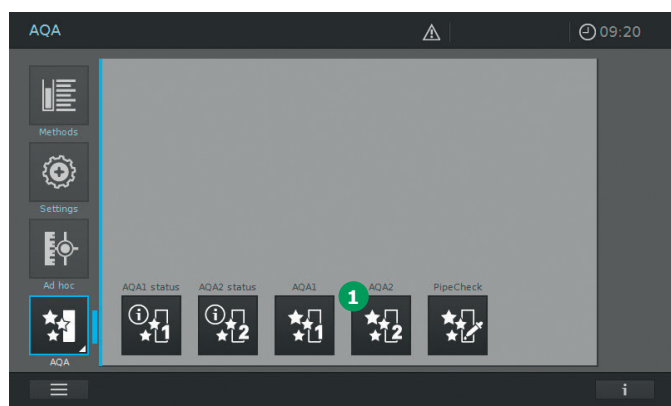 AQA
09:20
Methods
Settings
Ad hoc
AQA
AQA1 status
AQA2 status
AQA1
AQA2
PipeCheck
1
2
1
2
1
i